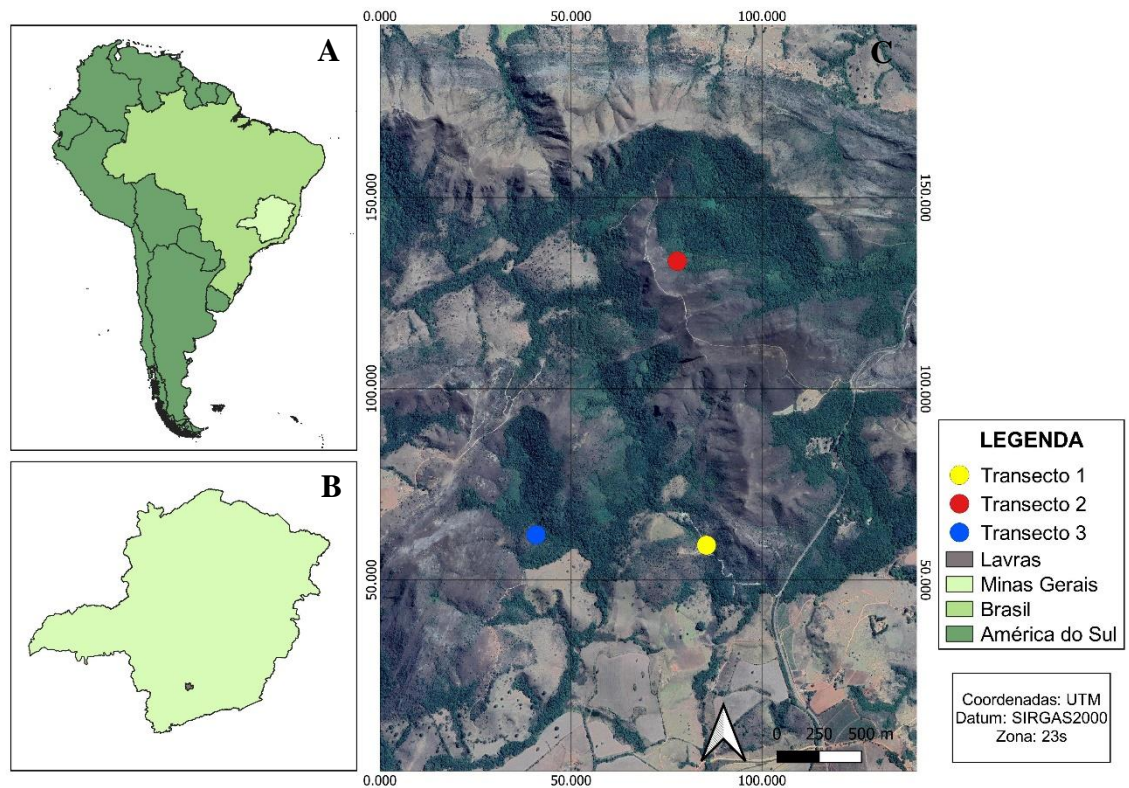 A
B
0.000
50.000
100.000
C
150.000
150.000
100.000
100.000
50.000
50.000
0
250
500 m
0.000
50.000
100.000
LEGENDA
Transecto 1
Transecto 2
Transecto 3
Lavras
Minas Gerais
Brasil
América do Sul
Coordenadas: UTM
Datum: SIRGAS2000
Zona: 23s